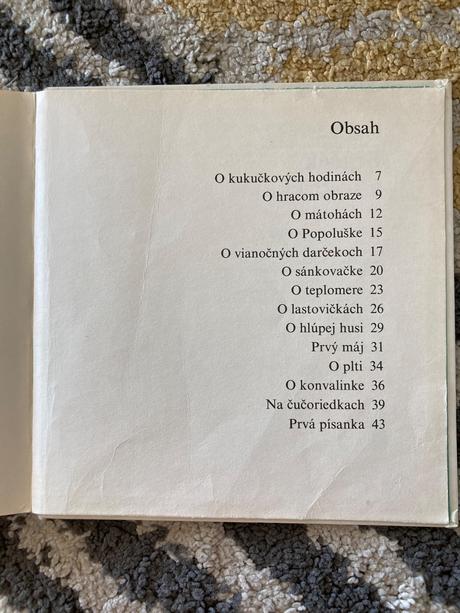 Obsah
O kukučkových hodinách 7
O hracom obraze 9
O mátohách 12
O Popoluške 15
O vianočných darčekoch 17
O sánkovačke 20
O teplomere 23
O lastovičkách 26
O hlúpej husi 29
Prvý máj 31
O plti 34
O konvalinke 36
Na čučoriedkach 39
Prvá písanka 43